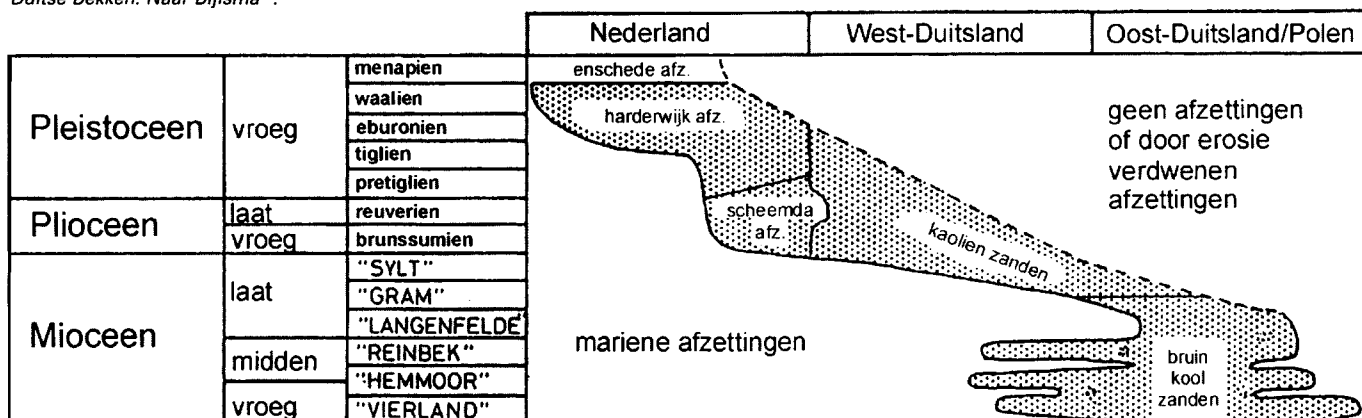 Duitse Bekken. Naar Bijlsma
Nederland West-Duitsland Oost-Duitsland/Polen
Pleistoceen
vroeg
menapien
waalien
eburonien
tiglien
pretiglien
Plioceen
laat
vroeg
reuverien
brunssumien
Mioceen
laat
"SYLT"
"GRAM"
"LANGENFELDE"
midden
"REINBEK"
"HEMMOOR"
vroeg
"VIERLAND"
enschede afz.
harderwijk afz.
scheemda
afz.
kaolien zanden
geen afzettingen
of door erosie
verdwenen
afzettingen
mariene afzettingen
bruin
kool
zanden